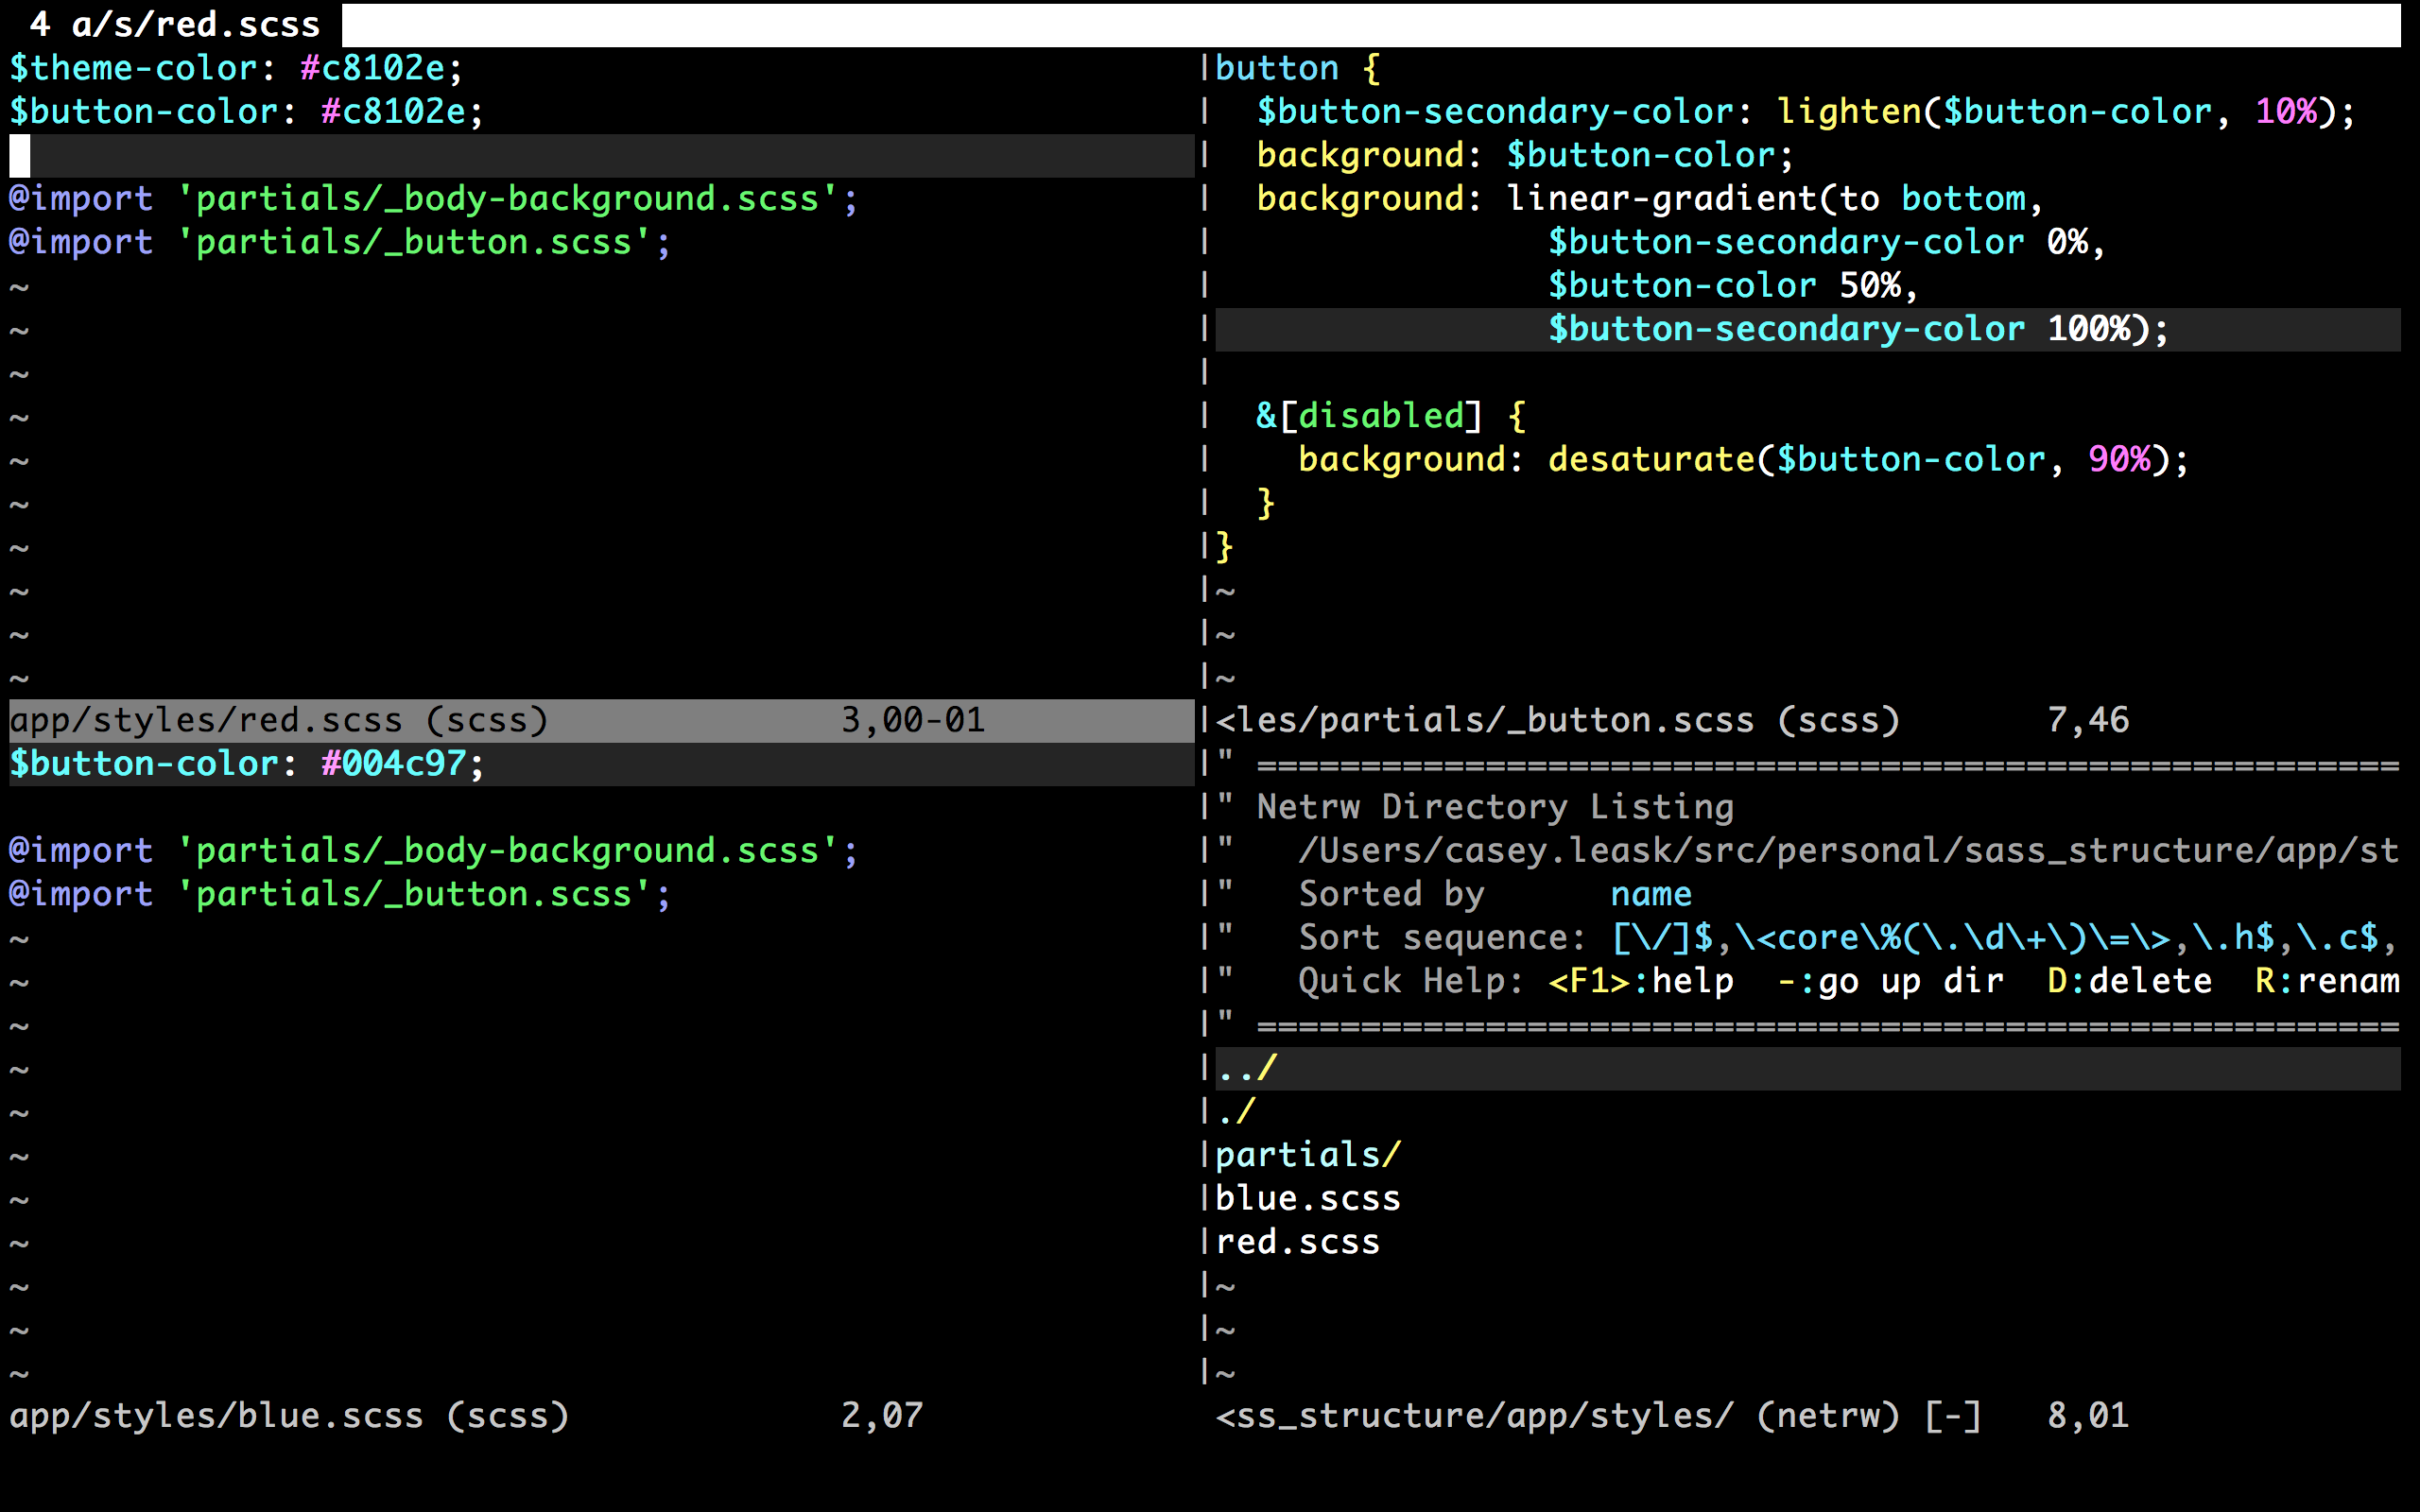 4 a/s/red.scss
$theme-color: #c8102e;
$button-color: #c8102e;
@import 'partials/_body-background.scss';
@import 'partials/_button.scss';
~
~
~
~
~
~
~
~
~
~
app/styles/red.scss (scss) 3,00-01
$button-color: #004c97;
@import 'partials/_body-background.scss';
@import 'partials/_button.scss';
~
~
~
~
~
~
~
~
~
~
~
app/styles/blue.scss (scss) 2,07
button {
$button-secondary-color: lighten($button-color, 10%);
background: $button-color;
background: linear-gradient(to bottom,
$button-secondary-color 0%,
$button-color 50%,
$button-secondary-color 100%);
&[disabled] {
background: desaturate($button-color, 90%);
}
}
~
~
~
<les/partials/_button.scss (scss) 7,46
" =======================================================
" Netrw Directory Listing
" /Users/casey.leask/src/personal/sass_structure/app/st
" Sorted by name
" Sort sequence: [\/]$,\<core\%(\.\d\+\)\=\>,\.h$,\.c$,
" Quick Help: <F1>:help -:go up dir D:delete R:renam
" =======================================================
../
./
partials/
blue.scss
red.scss
~
~
~
<ss_structure/app/styles/ (netrw) [-] 8,01